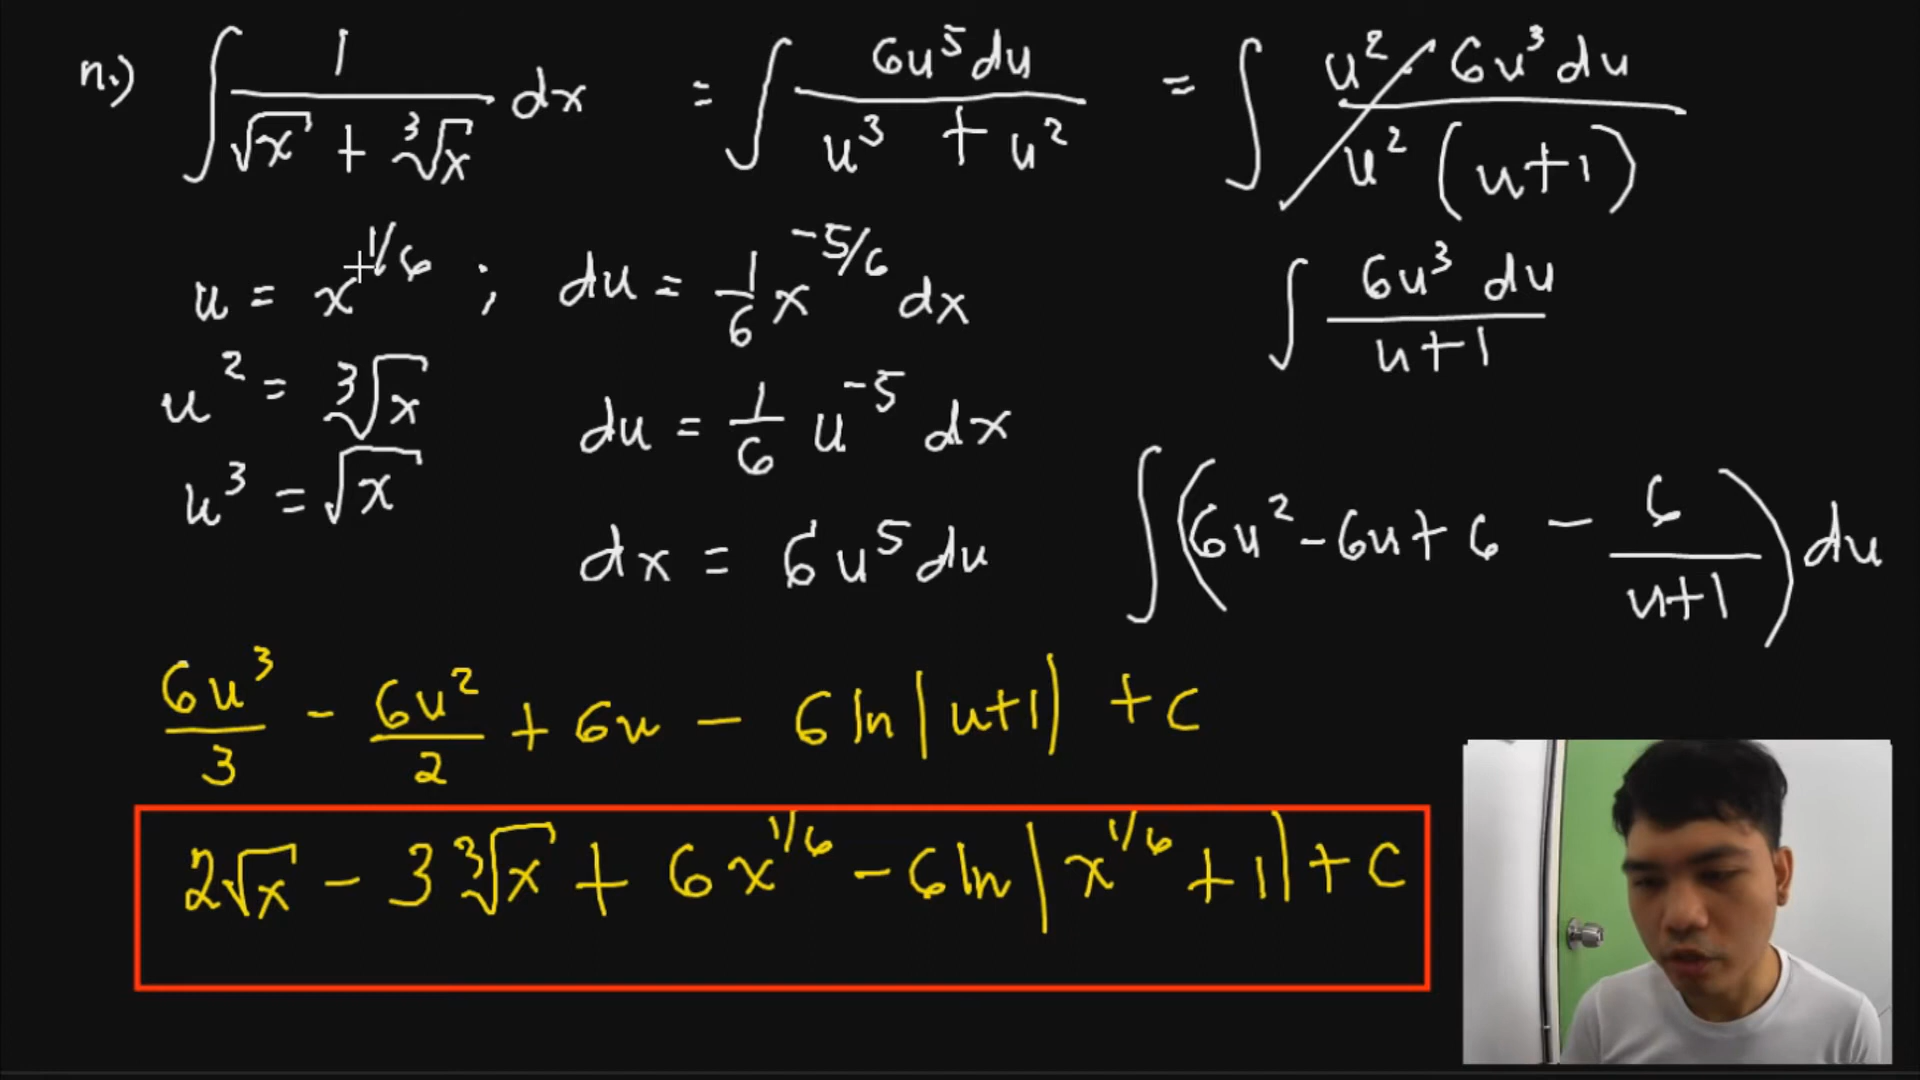 n.) ∫ 1/(√x + ∛x) dx = ∫ 6u⁵du/(u³ + u²) = ∫ u² · 6u³du/(u² (u+1))
u = x^(1/6) ; du = 1/6 x^(-5/6) dx
∫ 6u³ du/(u+1)
u² = ∛x
du = 1/6 u⁻⁵ dx
u³ = √x
dx = 6u⁵du
∫ (6u² - 6u + 6 - 6/(u+1)) du
6u³/3 - 6u²/2 + 6u - 6 ln|u+1| + C
2√x - 3∛x + 6x^(1/6) - 6 ln|x^(1/6) + 1| + C